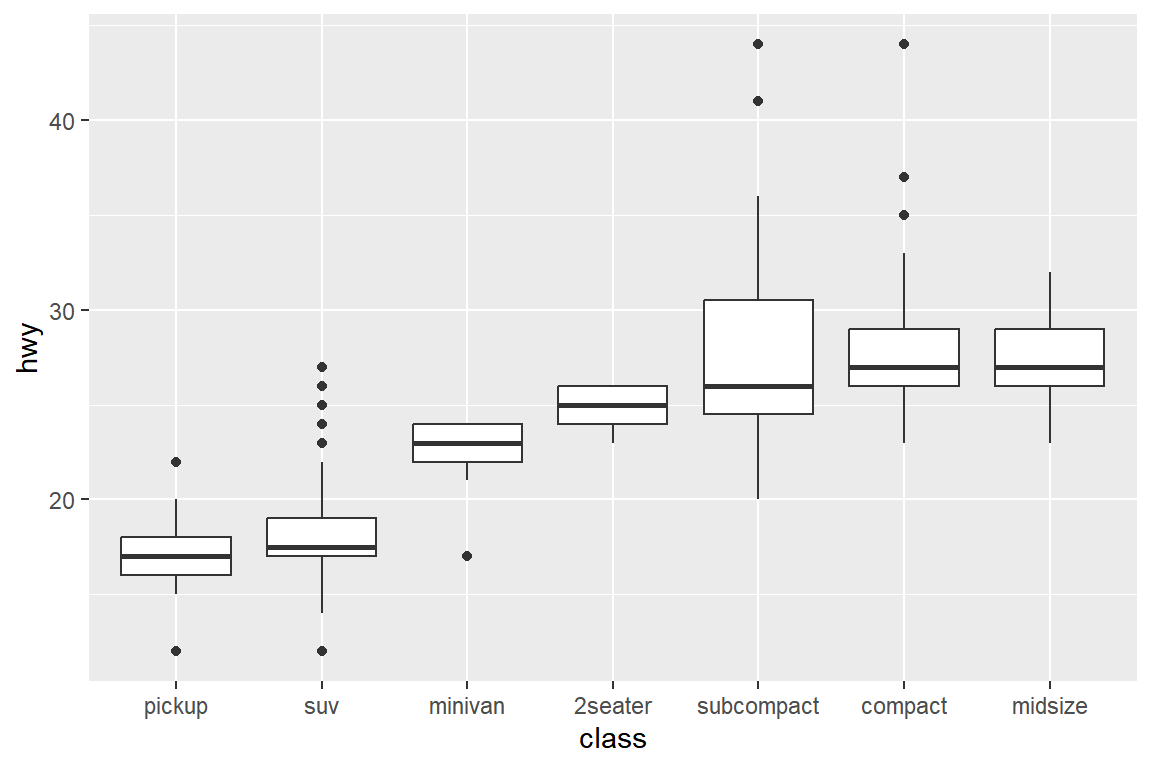 hwy
40
30
20
pickup suv minivan 2seater subcompact compact midsize
class